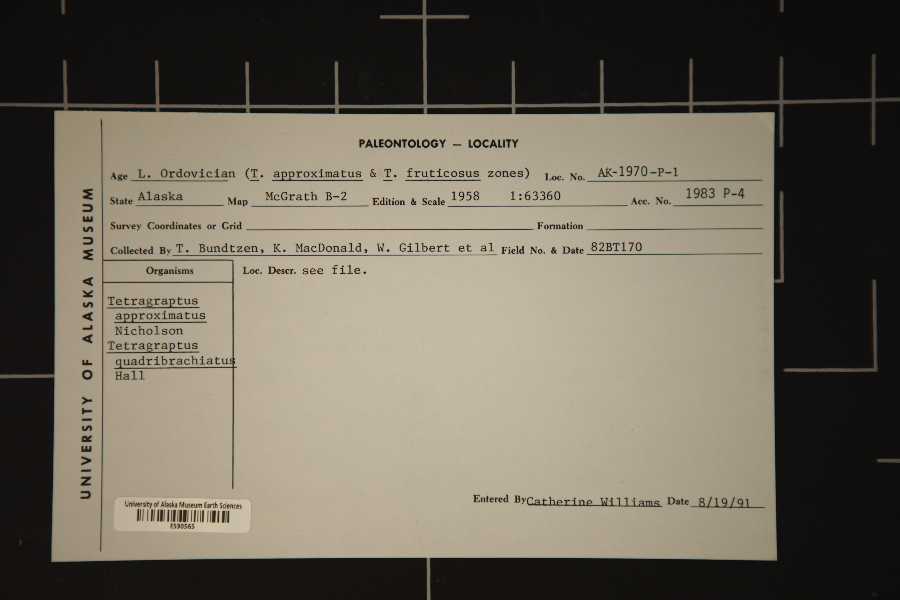 PALEONTOLOGY — LOCALITY
Age L. Ordovician (T. approximatus & T. fruticosus zones) Loc. No. AK-1970-P-1
State Alaska Map McGrath B-2 Edition & Scale 1958 1:63360 Acc. No. 1983 P-4
Survey Coordinates or Grid Formation
Collected By T. Bundtzen, K. MacDonald, W. Gilbert et al Field No. & Date 82BT170
Organisms
Loc. Descr. see file.
Tetragraptus
approximatus
Nicholson
Tetragraptus
quadribrachiatus
Hall
Entered By Catherine Williams Date 8/19/91
University of Alaska Museum Earth Sciences
ES90565
UNIVERSITY OF ALASKA MUSEUM